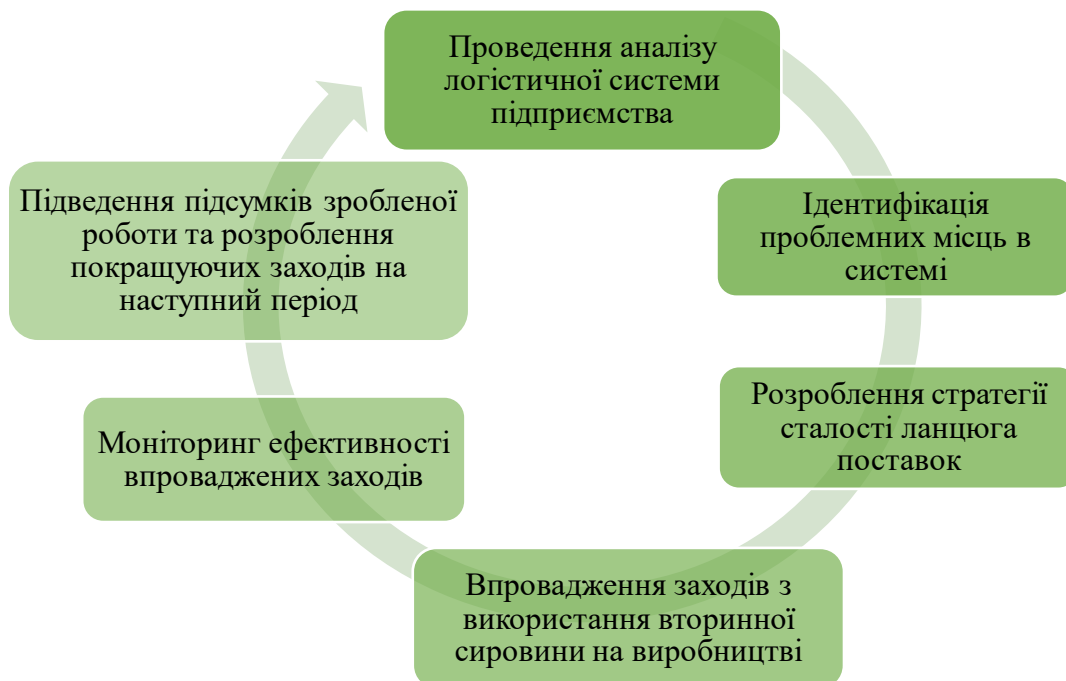 Проведення аналізу
логістичної системи
підприємства
Ідентифікація
проблемних місць в
системі
Розроблення стратегії
сталості ланцюга
поставок
Впровадження заходів з
використання вторинної
сировини на виробництві
Моніторинг ефективності
впроваджених заходів
Підведення підсумків зробленої
роботи та розроблення
покращуючих заходів на
наступний період